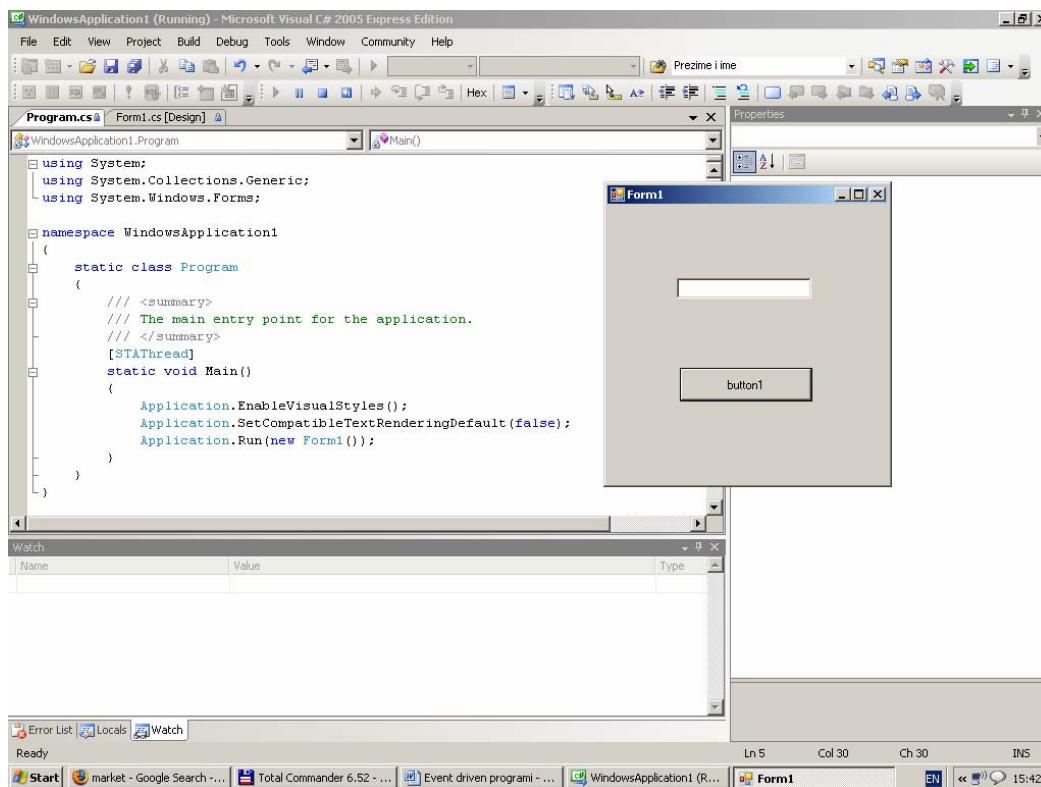 WindowsApplication1 (Running) - Microsoft Visual C# 2005 Express Edition
File Edit View Project Build Debug Tools Window Community Help
Prezime i ime
Hex
Program.cs Form1.cs [Design]
WindowsApplication1.Program
Main()
using System;
using System.Collections.Generic;
using System.Windows.Forms;
namespace WindowsApplication1
{
static class Program
{
/// <summary>
/// The main entry point for the application.
/// </summary>
[STAThread]
static void Main()
{
Application.EnableVisualStyles();
Application.SetCompatibleTextRenderingDefault(false);
Application.Run(new Form1());
}
}
}
Properties
Form1
button1
Watch
Name Value Type
Error List Locals Watch
Ready Ln 5 Col 30 Ch 30 INS
Start market - Google Search -... Total Commander 6.52 - ... Event driven programi - ... WindowsApplication1 (R... Form1 EN « 15:42